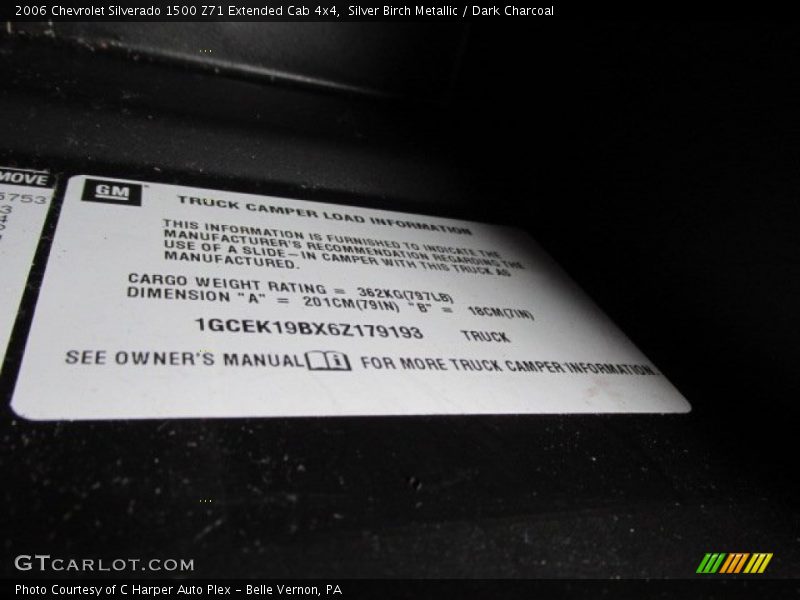 2006 Chevrolet Silverado 1500 Z71 Extended Cab 4x4,  Silver Birch Metallic / Dark Charcoal
MOVE
5753
GM
TRUCK CAMPER LOAD INFORMATION
THIS INFORMATION IS FURNISHED TO INDICATE THE
MANUFACTURER'S RECOMMENDATION REGARDING THE
USE OF A SLIDE-IN CAMPER WITH THIS TRUCK AS
MANUFACTURED.
CARGO WEIGHT RATING = 362KG(797LB)
DIMENSION "A" = 201CM(79IN) "B" = 18CM(7IN)
1GCEK19BX6Z179193 TRUCK
SEE OWNER'S MANUAL FOR MORE TRUCK CAMPER INFORMATION.
GTCARLOT.COM
Photo Courtesy of C Harper Auto Plex - Belle Vernon, PA